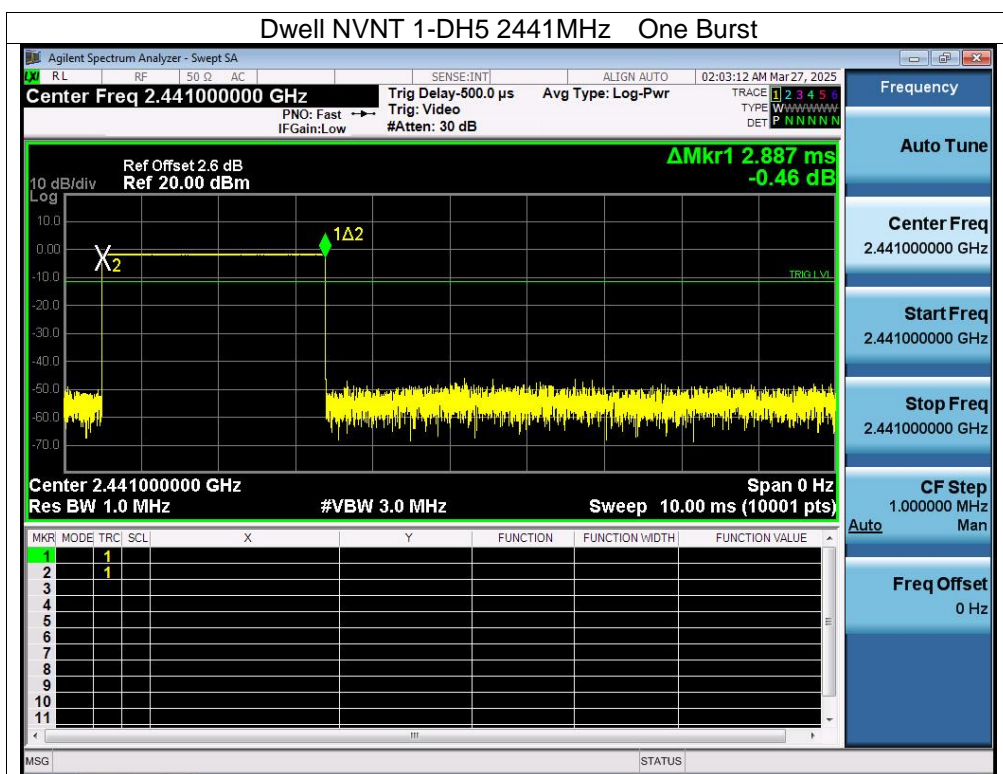 Dwell NVNT 1-DH5 2441MHz One Burst
Agilent Spectrum Analyzer - Swept SA
LXI RL RF 50 Ω AC SENSE:INT ALIGN AUTO 02:03:12 AM Mar 27, 2025
Center Freq 2.441000000 GHz
PNO: Fast
IFGain:Low
Trig Delay-500.0 µs
Trig: Video
#Atten: 30 dB
Avg Type: Log-Pwr
TRACE 1 2 3 4 5 6
TYPE WWWWWW
DET P N N N N N
ΔMkr1 2.887 ms
-0.46 dB
Ref Offset 2.6 dB
10 dB/div Ref 20.00 dBm
Log
10.0
0.00
-10.0
-20.0
-30.0
-40.0
-50.0
-60.0
-70.0
1Δ2
X2
TRIG LVL
Center 2.441000000 GHz Span 0 Hz
Res BW 1.0 MHz #VBW 3.0 MHz Sweep 10.00 ms (10001 pts)
MKR MODE TRC SCL X Y FUNCTION FUNCTION WIDTH FUNCTION VALUE
1 1
2 1
3
4
5
6
7
8
9
10
11
MSG STATUS
Frequency
Auto Tune
Center Freq
2.441000000 GHz
Start Freq
2.441000000 GHz
Stop Freq
2.441000000 GHz
CF Step
1.000000 MHz
Auto Man
Freq Offset
0 Hz